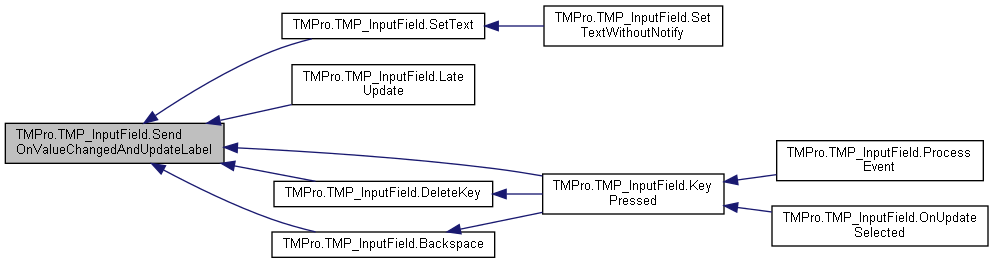 TMPro.TMP_InputField.SetText
TMPro.TMP_InputField.Set
TextWithoutNotify
TMPro.TMP_InputField.Late
Update
TMPro.TMP_InputField.Send
OnValueChangedAndUpdateLabel
TMPro.TMP_InputField.Process
Event
TMPro.TMP_InputField.DeleteKey
TMPro.TMP_InputField.Key
Pressed
TMPro.TMP_InputField.OnUpdate
Selected
TMPro.TMP_InputField.Backspace